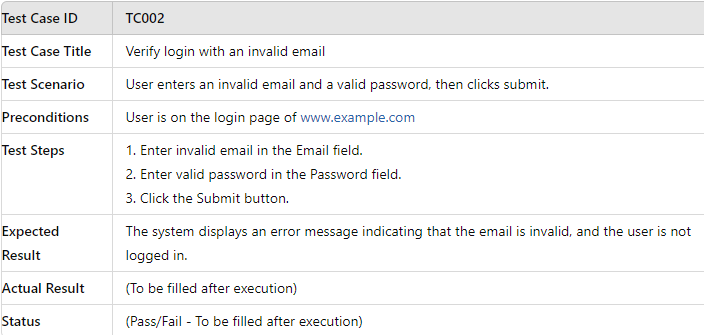 Test Case ID TC002
Test Case Title Verify login with an invalid email
Test Scenario User enters an invalid email and a valid password, then clicks submit.
Preconditions User is on the login page of www.example.com
Test Steps 1. Enter invalid email in the Email field.
2. Enter valid password in the Password field.
3. Click the Submit button.
Expected The system displays an error message indicating that the email is invalid, and the user is not
Result logged in.
Actual Result (To be filled after execution)
Status (Pass/Fail - To be filled after execution)